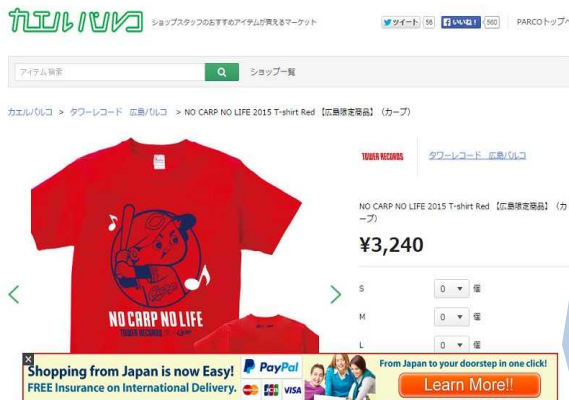 カエルパルコ
ショップスタッフのおすすめアイテムが買えるマーケット
ツイート 56
いいね! 560
PARCOトップペ
アイテム検索
ショップ一覧
カエルパルコ > タワーレコード 広島パルコ > NO CARP NO LIFE 2015 T-shirt Red 【広島限定商品】 (カープ)
TOWER RECORDS
タワーレコード 広島パルコ
NO CARP NO LIFE 2015 T-shirt Red 【広島限定商品】 (カ
ープ)
¥3,240
S 0 個
M 0 個
L 0 個
NO CARP NO LIFE
TOWER RECORDS
Shopping from Japan is now Easy!
FREE Insurance on International Delivery.
PayPal
JCB VISA
From Japan to your doorstep in one click!
Learn More!!